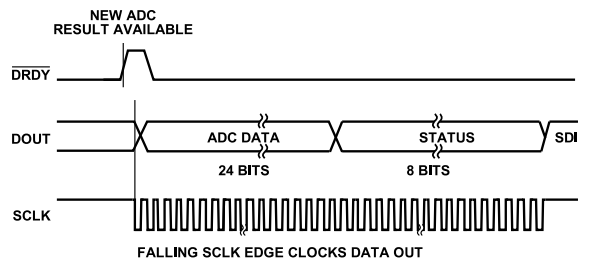 NEW ADC
RESULT AVAILABLE
DRDY
DOUT
ADC DATA
STATUS
SDI
24 BITS
8 BITS
SCLK
FALLING SCLK EDGE CLOCKS DATA OUT